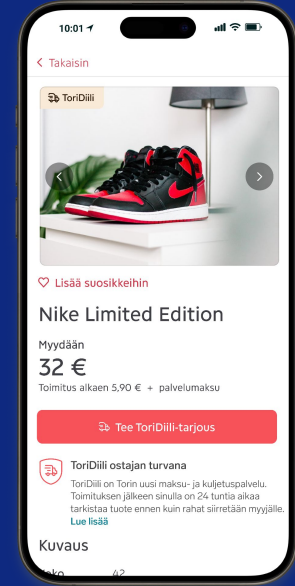 10:01
Takaisin
ToriDiili
Lisää suosikkeihin
Nike Limited Edition
Myydään
32 €
Toimitus alkaen 5,90 € + palvelumaksu
Tee ToriDiili-tarjous
ToriDiili ostajan turvana
ToriDiili on Torin uusi maksu- ja kuljetuspalvelu.
Toimituksen jälkeen sinulla on 24 tuntia aikaa
tarkistaa tuote ennen kuin rahat siirretään myyjälle.
Lue lisää
Kuvaus
Koko 42